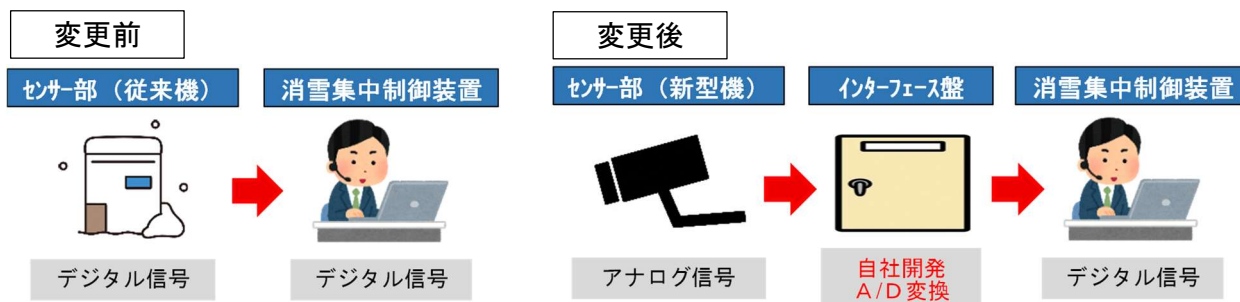 変更前
センサー部（従来機）
消雪集中制御装置
デジタル信号
デジタル信号
変更後
センサー部（新型機）
インターフェース盤
消雪集中制御装置
アナログ信号
自社開発
A/D変換
デジタル信号